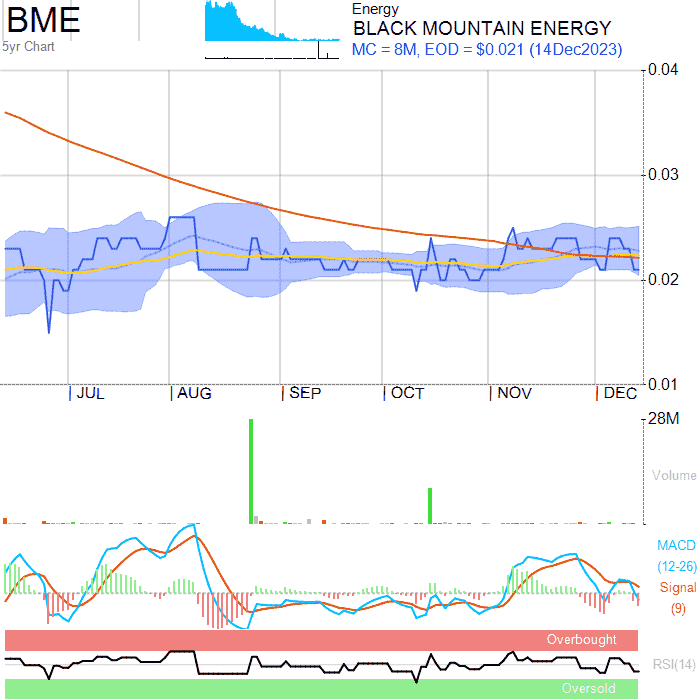 BME
5yr Chart
Energy
BLACK MOUNTAIN ENERGY
MC = 8M, EOD = $0.021 (14Dec2023)
0.04
0.03
0.02
0.01
JUL AUG SEP OCT NOV DEC
28M
Volume
MACD
(12-26)
Signal
(9)
Overbought
RSI(14)
Oversold